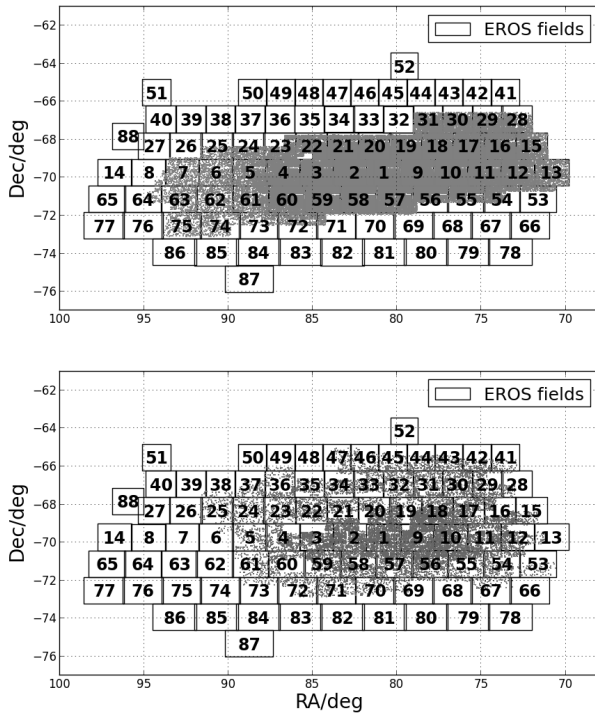 −62
−64
−66
−68
−70
−72
−74
−76
Dec/deg
EROS fields
52
51 50 49 48 47 46 45 44 43 42 41
40 39 38 37 36 35 34 33 32 31 30 29 28
88
27 26 25 24 23 22 21 20 19 18 17 16 15
14 8 7 6 5 4 3 2 1 9 10 11 12 13
65 64 63 62 61 60 59 58 57 56 55 54 53
77 76 75 74 73 72 71 70 69 68 67 66
86 85 84 83 82 81 80 79 78
87
100 95 90 85 80 75 70
−62
−64
−66
−68
−70
−72
−74
−76
Dec/deg
EROS fields
52
51 50 49 48 47 46 45 44 43 42 41
40 39 38 37 36 35 34 33 32 31 30 29 28
88
27 26 25 24 23 22 21 20 19 18 17 16 15
14 8 7 6 5 4 3 2 1 9 10 11 12 13
65 64 63 62 61 60 59 58 57 56 55 54 53
77 76 75 74 73 72 71 70 69 68 67 66
86 85 84 83 82 81 80 79 78
87
100 95 90 85 80 75 70
RA/deg